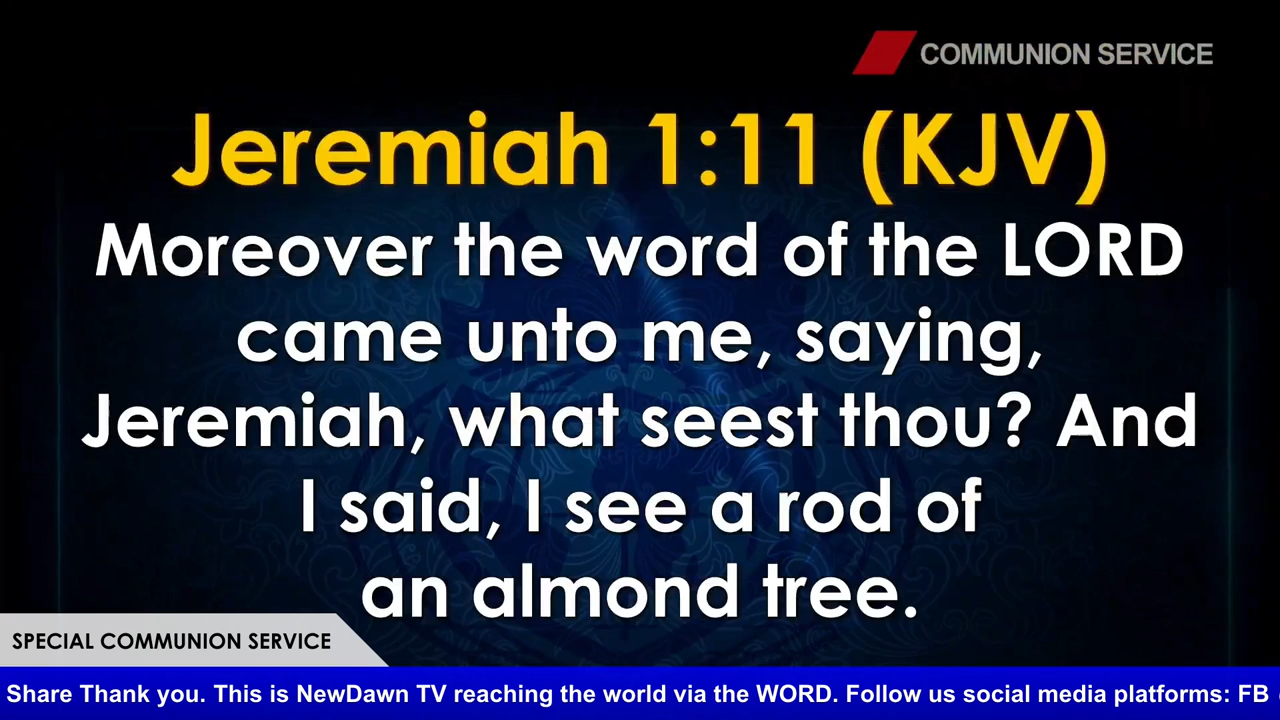 COMMUNION SERVICE
Jeremiah 1:11 (KJV)
Moreover the word of the LORD
came unto me, saying,
Jeremiah, what seest thou? And
I said, I see a rod of
an almond tree.
SPECIAL COMMUNION SERVICE
Share Thank you. This is NewDawn TV reaching the world via the WORD. Follow us social media platforms: FB